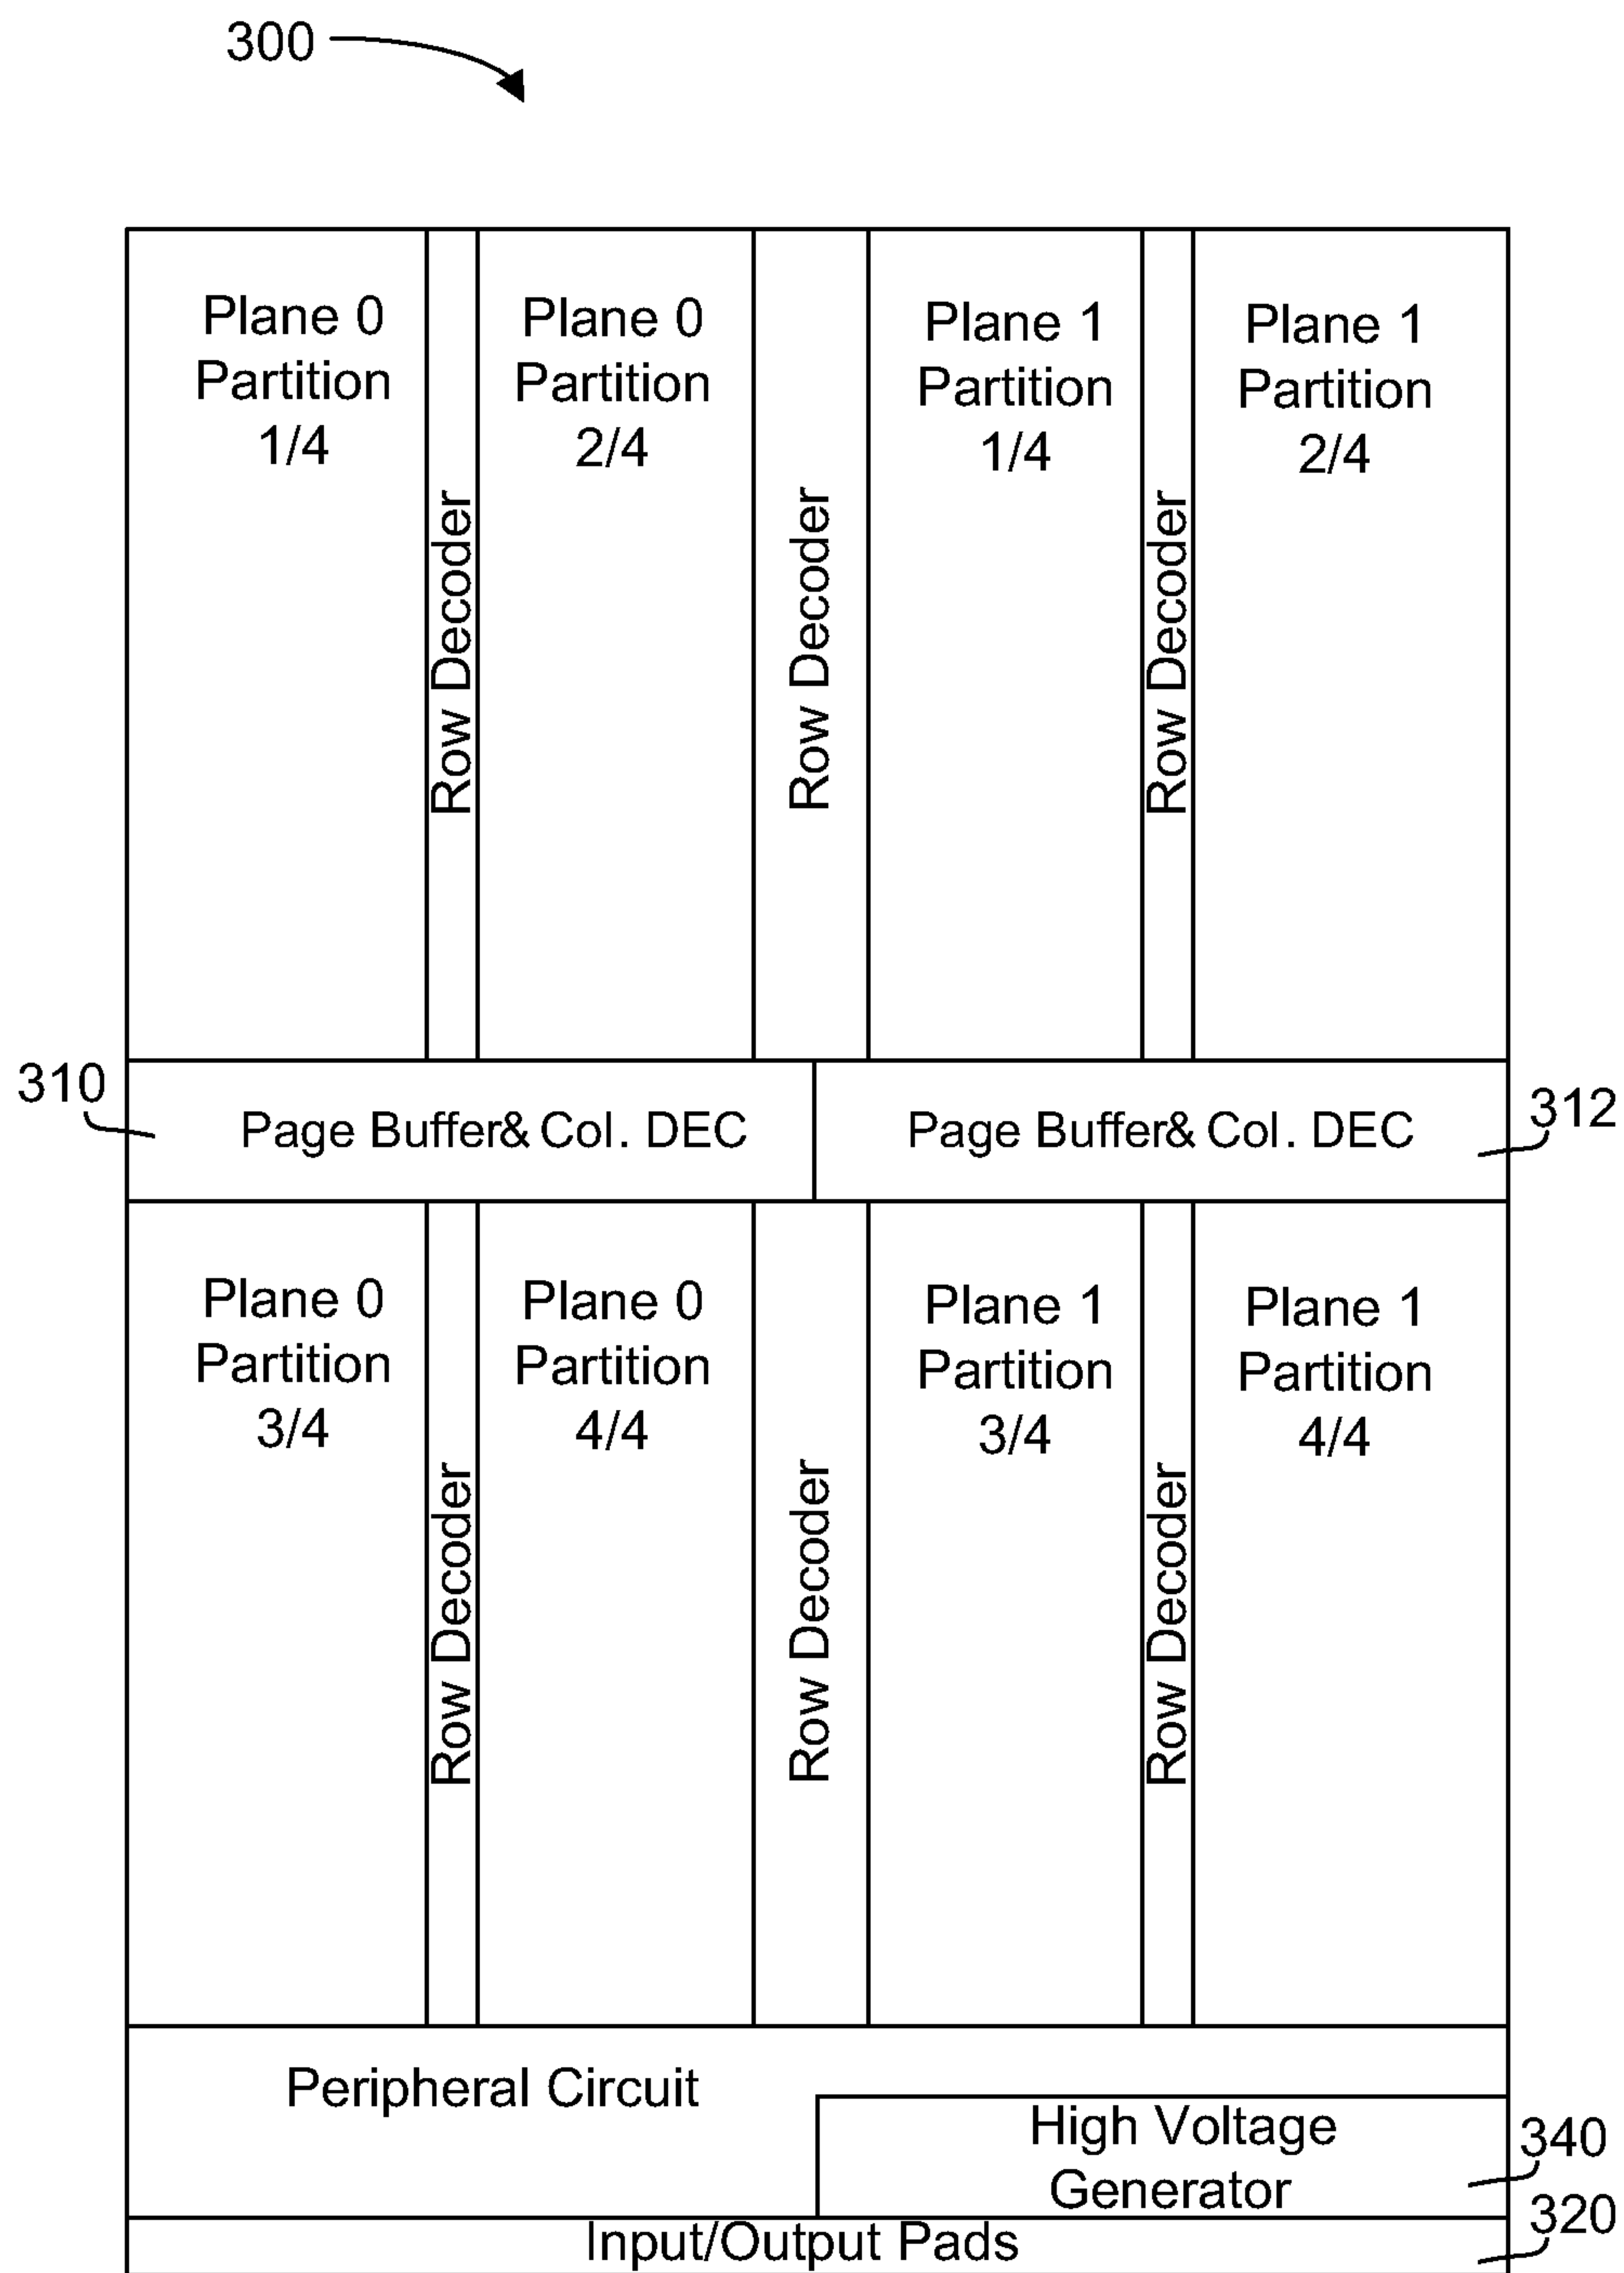 300
Plane 0
Partition
1/4
Row Decoder
Plane 0
Partition
2/4
Row Decoder
Plane 1
Partition
1/4
Row Decoder
Plane 1
Partition
2/4
310
Page Buffer& Col. DEC
Page Buffer& Col. DEC
312
Plane 0
Partition
3/4
Row Decoder
Plane 0
Partition
4/4
Row Decoder
Plane 1
Partition
3/4
Row Decoder
Plane 1
Partition
4/4
Peripheral Circuit
High Voltage
Generator
340
Input/Output Pads
320